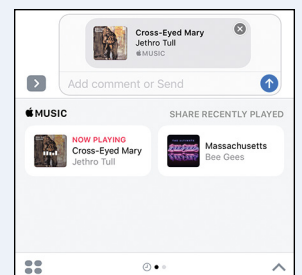 Cross-Eyed Mary
Jethro Tull
MUSIC
Add comment or Send
MUSIC
SHARE RECENTLY PLAYED
NOW PLAYING
Cross-Eyed Mary
Jethro Tull
Massachusetts
Bee Gees